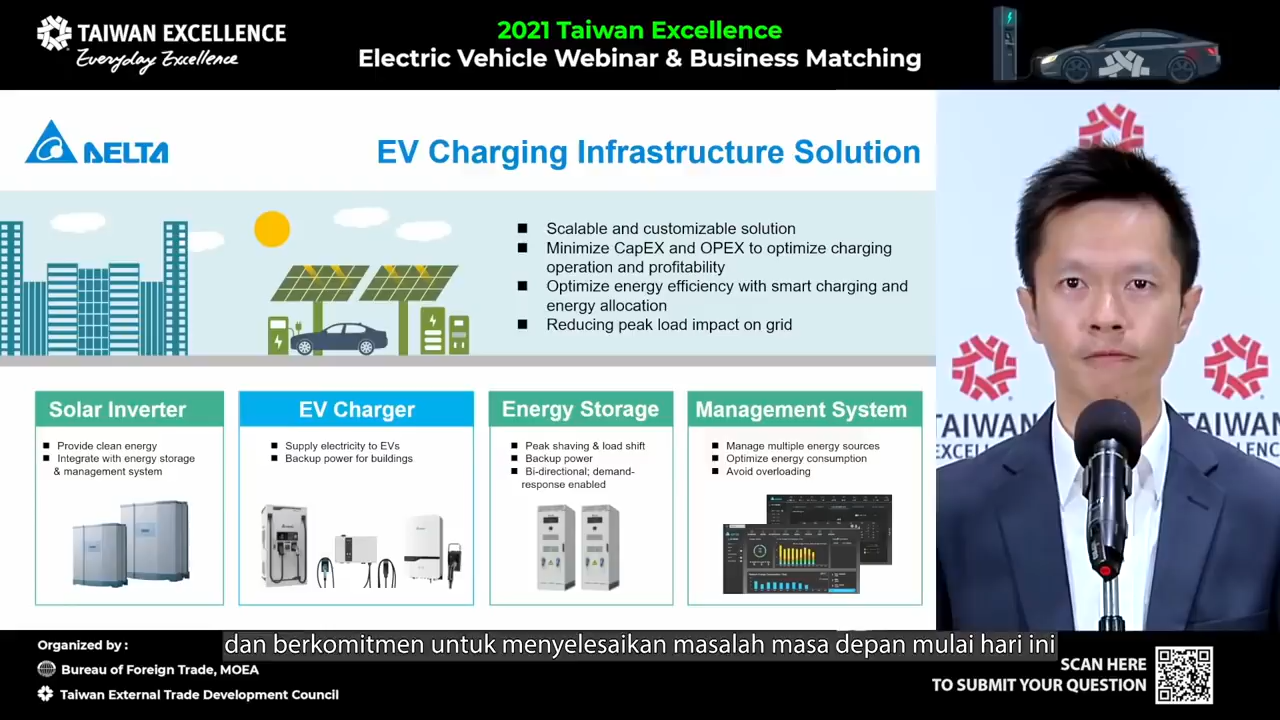 TAIWAN EXCELLENCE
Everyday Excellence
2021 Taiwan Excellence
Electric Vehicle Webinar & Business Matching
DELTA
EV Charging Infrastructure Solution
Scalable and customizable solution
Minimize CapEX and OPEX to optimize charging
operation and profitability
Optimize energy efficiency with smart charging and
energy allocation
Reducing peak load impact on grid
Solar Inverter
Provide clean energy
Integrate with energy storage
& management system
EV Charger
Supply electricity to EVs
Backup power for buildings
Energy Storage
Peak shaving & load shift
Backup power
Bi-directional; demand-
response enabled
Management System
Manage multiple energy sources
Optimize energy consumption
Avoid overloading
TAIWAN
EXCELLENC
TAIWAN
EXCELLENC
dan berkomitmen untuk menyelesaikan masalah masa depan mulai hari ini
Organized by :
Bureau of Foreign Trade, MOEA
Taiwan External Trade Development Council
SCAN HERE
TO SUBMIT YOUR QUESTION